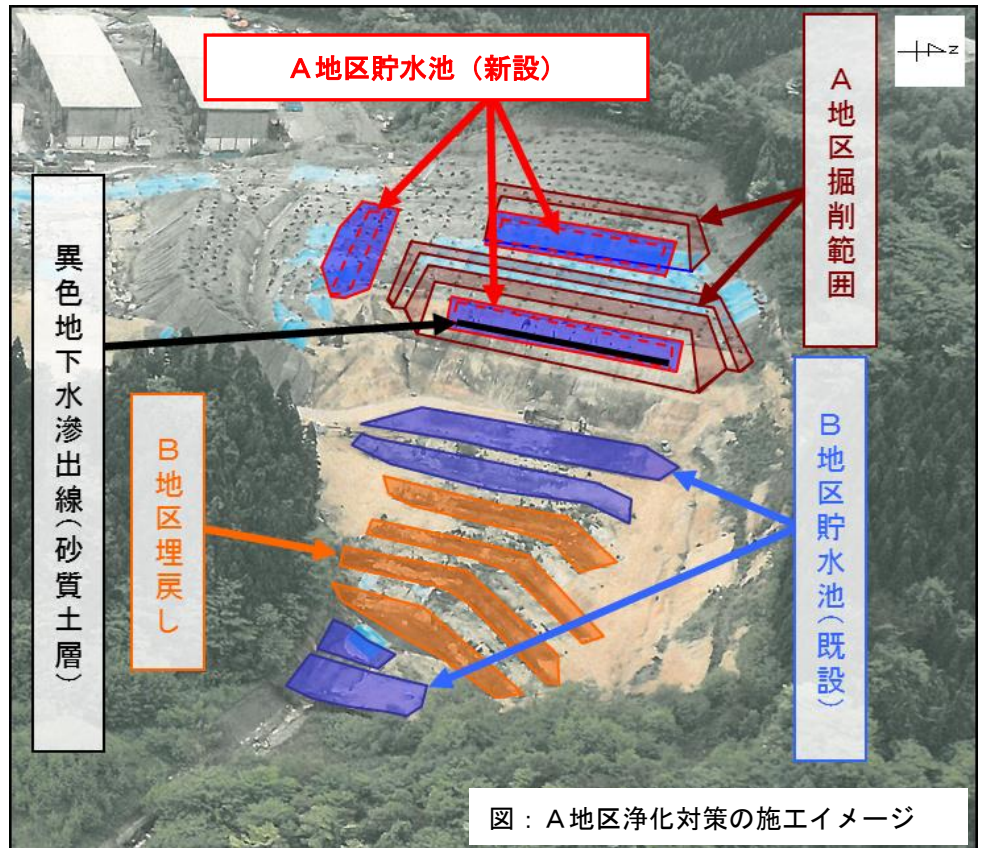 A地区貯水池（新設）
N
A地区掘削範囲
異色地下水滲出線（砂質土層）
B地区埋戻し
B地区貯水池（既設）
図：A地区浄化対策の施工イメージ